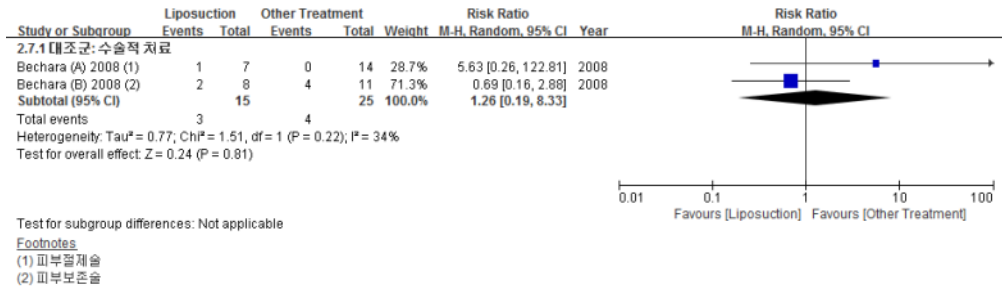 Liposuction Other Treatment Risk Ratio Risk Ratio
Study or Subgroup Events Total Events Total Weight M-H, Random, 95% CI Year M-H, Random, 95% CI
2.7.1 대조군: 수술적 치료
Bechara (A) 2008 (1) 1 7 0 14 28.7% 5.63 [0.26, 122.81] 2008
Bechara (B) 2008 (2) 2 8 4 11 71.3% 0.69 [0.16, 2.88] 2008
Subtotal (95% CI) 15 25 100.0% 1.26 [0.19, 8.33]
Total events 3 4
Heterogeneity: Tau² = 0.77; Chi² = 1.51, df = 1 (P = 0.22); I² = 34%
Test for overall effect: Z = 0.24 (P = 0.81)
0.01 0.1 1 10 100
Favours [Liposuction] Favours [Other Treatment]
Test for subgroup differences: Not applicable
Footnotes
(1) 피부절제술
(2) 피부보존술